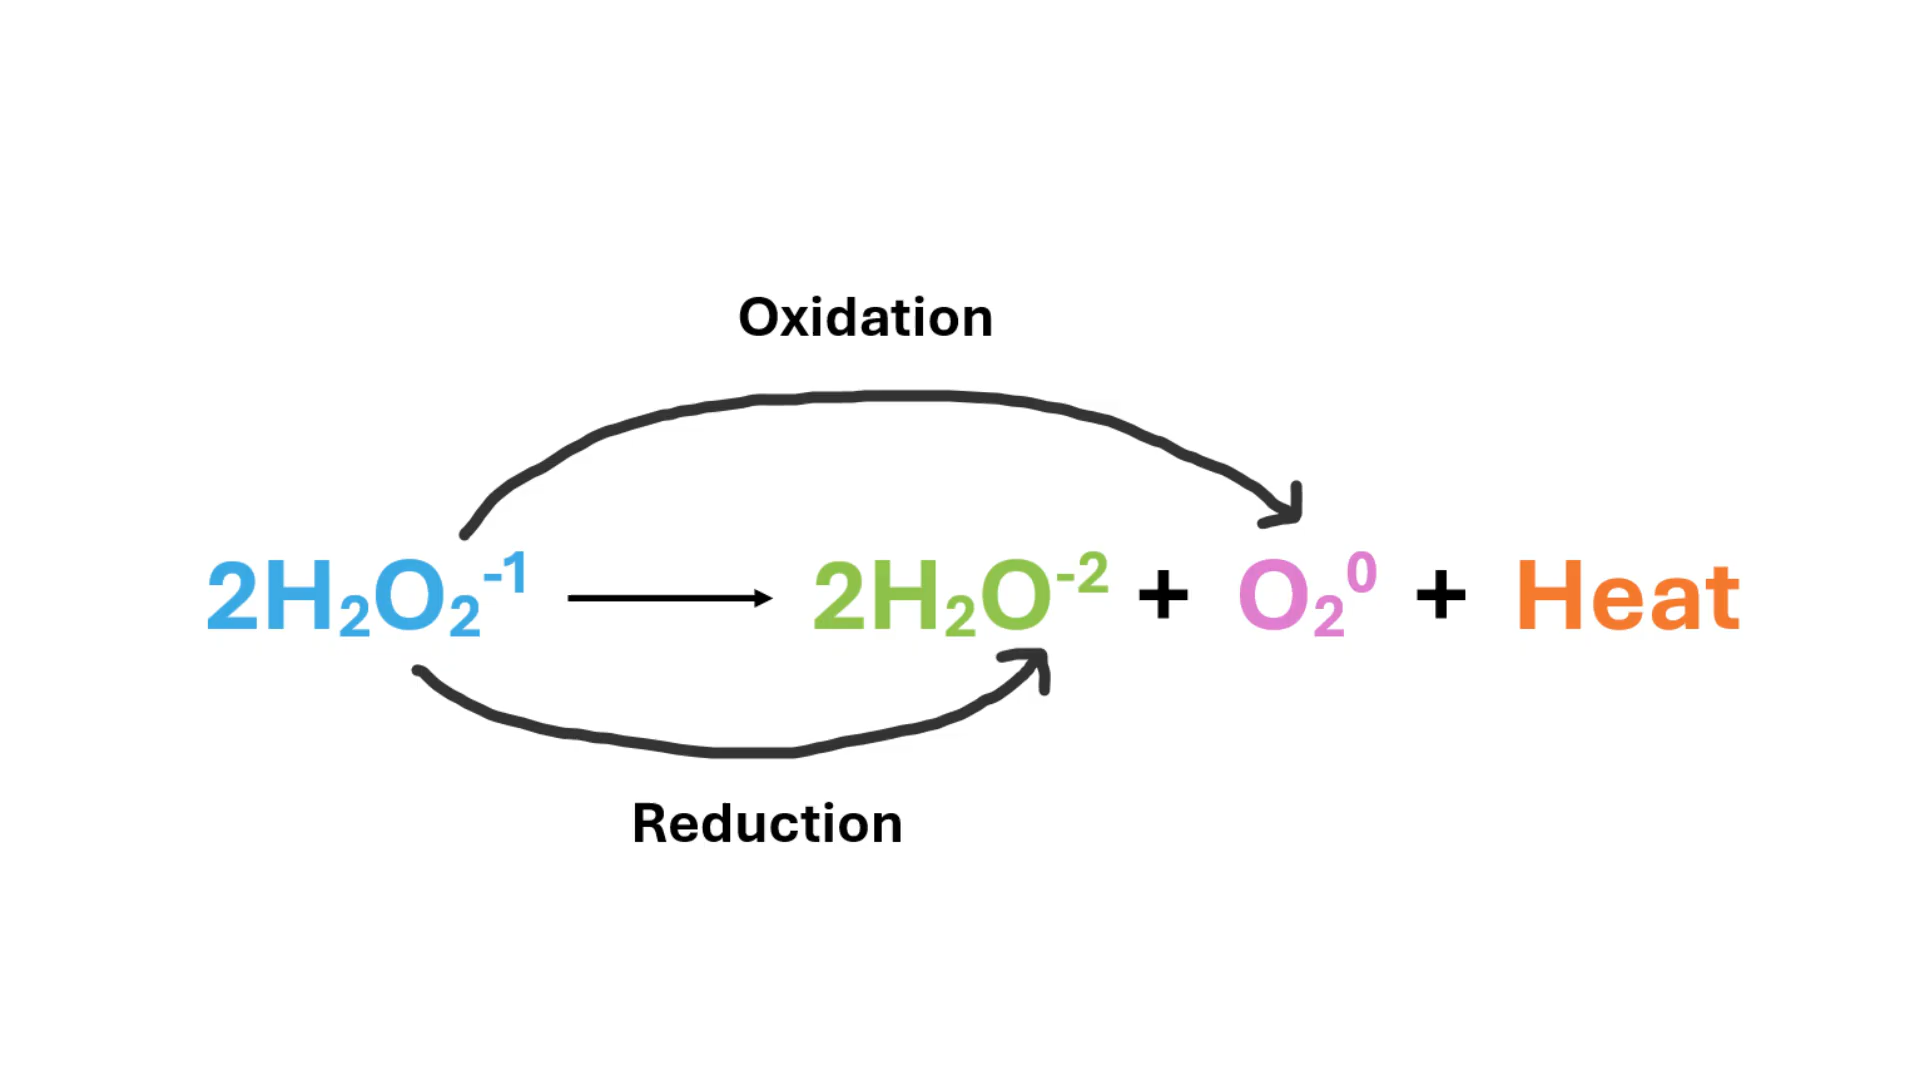 Oxidation
2H₂O₂⁻¹ ⟶ 2H₂O⁻² + O₂⁰ + Heat
Reduction